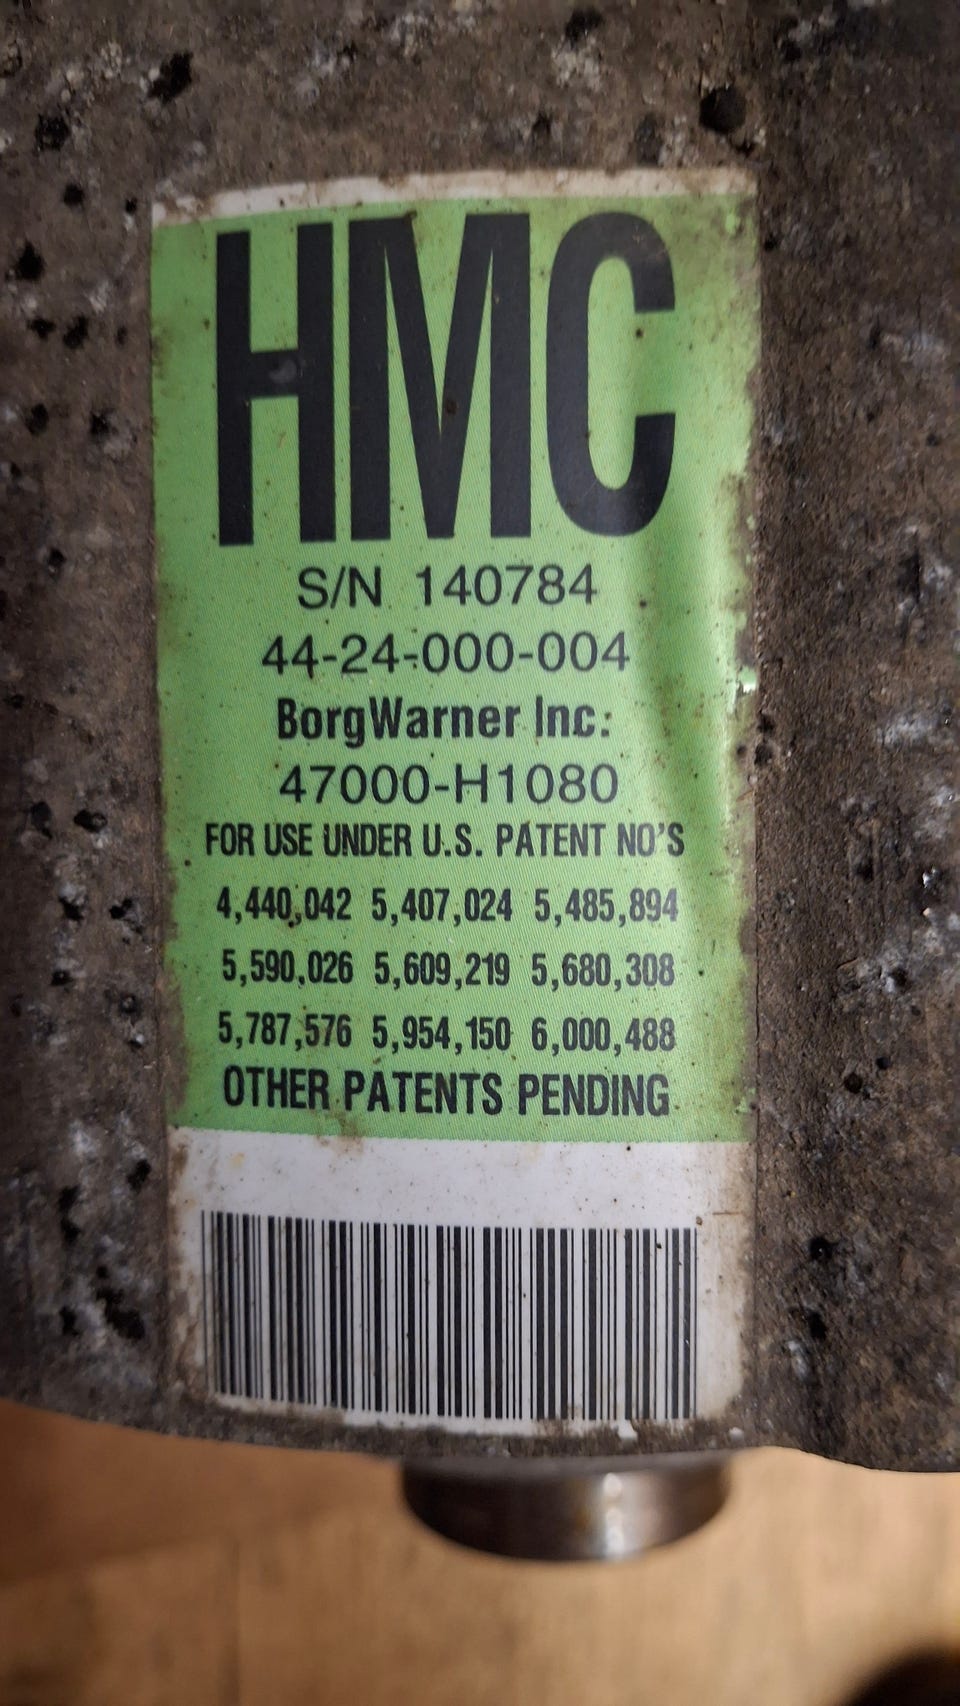 HMC
S/N 140784
44-24-000-004
BorgWarner Inc:
47000-H1080
FOR USE UNDER U.S. PATENT NO'S
4,440,042 5,407,024 5,485,894
5,590,026 5,609,219 5,680,308
5,787,576 5,954,150 6,000,488
OTHER PATENTS PENDING